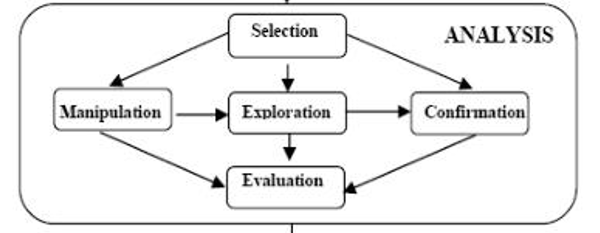 Selection
ANALYSIS
Manipulation
Exploration
Confirmation
Evaluation